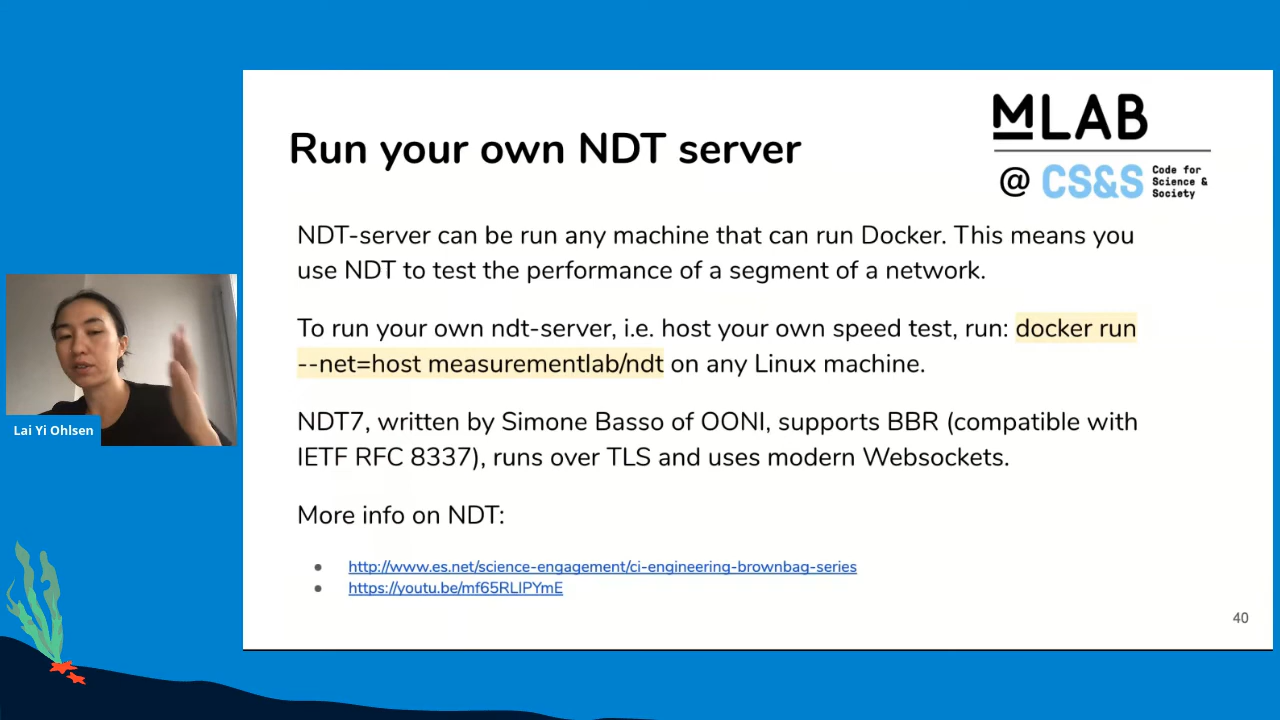 MLAB
@ CS&S Code for
Science &
Society
Run your own NDT server
NDT-server can be run any machine that can run Docker. This means you
use NDT to test the performance of a segment of a network.
To run your own ndt-server, i.e. host your own speed test, run: docker run
--net=host measurementlab/ndt on any Linux machine.
NDT7, written by Simone Basso of OONI, supports BBR (compatible with
IETF RFC 8337), runs over TLS and uses modern Websockets.
More info on NDT:
http://www.es.net/science-engagement/ci-engineering-brownbag-series
https://youtu.be/mf65RLIPYmE
40
Lai Yi Ohlsen